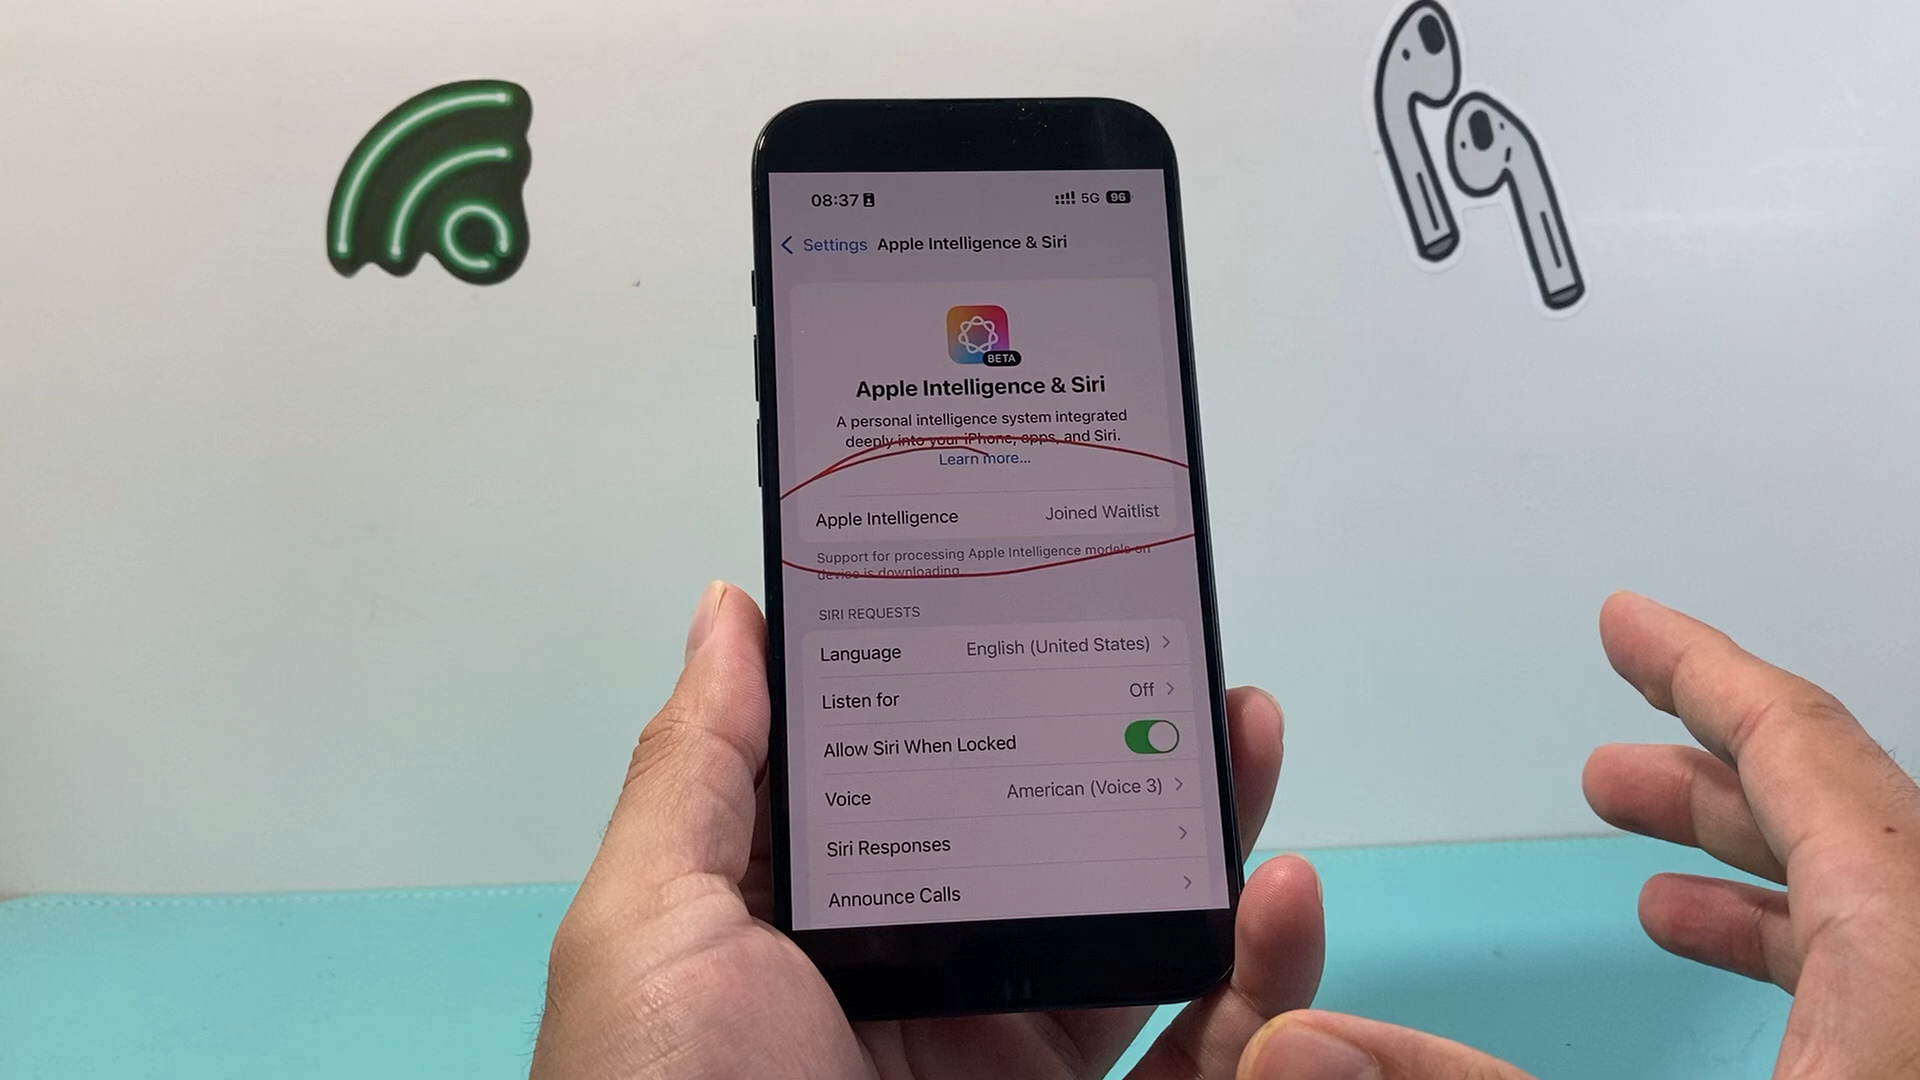 08:37 5G 96
Settings Apple Intelligence & Siri
BETA
Apple Intelligence & Siri
A personal intelligence system integrated
deeply into your iPhone, apps, and Siri.
Learn more...
Apple Intelligence Joined Waitlist
Support for processing Apple Intelligence models on
device is downloading
SIRI REQUESTS
Language English (United States)
Listen for Off
Allow Siri When Locked
Voice American (Voice 3)
Siri Responses
Announce Calls